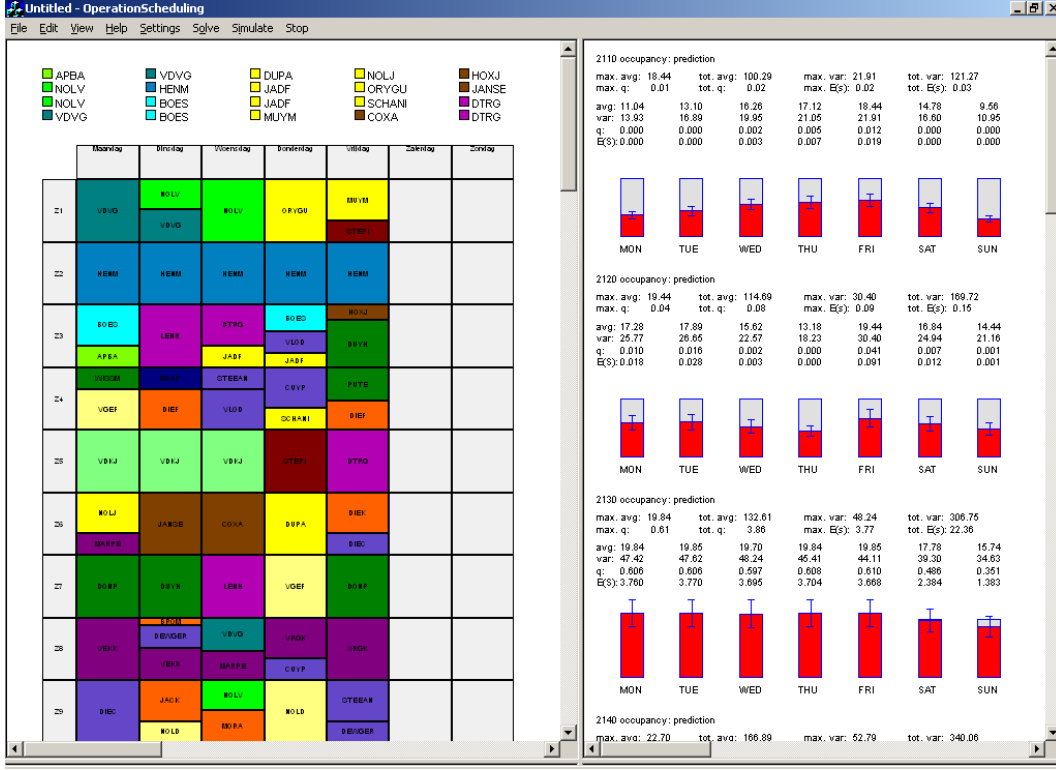 Untitled - OperationScheduling
File Edit View Help Settings Solve Simulate Stop
APBA VDVG DUPA NOLJ HOXJ
NOLV HENM JADF ORYGU JANSE
NOLV BOES JADF SCHANI DTRG
VDVG BOES MUYM COXA DTRG
Maandag Dinsdag Woensdag Donderdag Vrijdag Zaterdag Zondag
Z1 VDVG NOLV VDVG NOLV ORYGU MUYM STEFI
Z2 HENM HENM HENM HENM HENM
Z3 BOES APBA LENH DTRG JADF BOES VLOD JADF HOXJ DUYH
Z4 VGEF DIEF STEEAN VLOD CUYP SCHANI PUTE DIEF
Z5 VDKJ VDKJ VDKJ STEFI DTRG
Z6 NOLJ MARPB JANSE COXA DUPA DIEK DIEC
Z7 DOMP DUYH LENH VGEF DOMP
Z8 VEKK DEWGER VEKK VDVG MARPB VRGK CUYP VRGK
Z9 DIEC JACK NOLD NOLV MORA NOLD STEEAN DEWGER
2110 occupancy: prediction
max. avg: 18.44 tot. avg: 100.29 max. var: 21.91 tot. var: 121.27
max. q: 0.01 tot. q: 0.02 max. E(s): 0.02 tot. E(s): 0.03
avg: 11.04 13.10 16.26 17.12 18.44 14.78 9.56
var: 13.93 16.89 19.95 21.05 21.91 16.60 10.95
q: 0.000 0.000 0.002 0.005 0.012 0.000 0.000
E(S): 0.000 0.000 0.003 0.007 0.019 0.000 0.000
MON TUE WED THU FRI SAT SUN
2120 occupancy: prediction
max. avg: 19.44 tot. avg: 114.69 max. var: 30.40 tot. var: 169.72
max. q: 0.04 tot. q: 0.08 max. E(s): 0.09 tot. E(s): 0.15
avg: 17.28 17.89 15.62 13.18 19.44 16.84 14.44
var: 25.77 26.65 22.57 18.23 30.40 24.94 21.16
q: 0.010 0.016 0.002 0.000 0.041 0.007 0.001
E(S): 0.018 0.028 0.003 0.000 0.091 0.012 0.001
MON TUE WED THU FRI SAT SUN
2130 occupancy: prediction
max. avg: 19.84 tot. avg: 132.61 max. var: 48.24 tot. var: 306.75
max. q: 0.61 tot. q: 3.86 max. E(s): 3.77 tot. E(s): 22.36
avg: 19.84 19.85 19.70 19.84 19.85 17.78 15.74
var: 47.42 47.62 48.24 45.41 44.11 39.30 34.63
q: 0.606 0.606 0.597 0.608 0.610 0.486 0.351
E(S): 3.760 3.770 3.695 3.704 3.668 2.384 1.383
MON TUE WED THU FRI SAT SUN
2140 occupancy: prediction
max. avg: 22.70 tot. avg: 166.89 max. var: 52.79 tot. var: 340.06